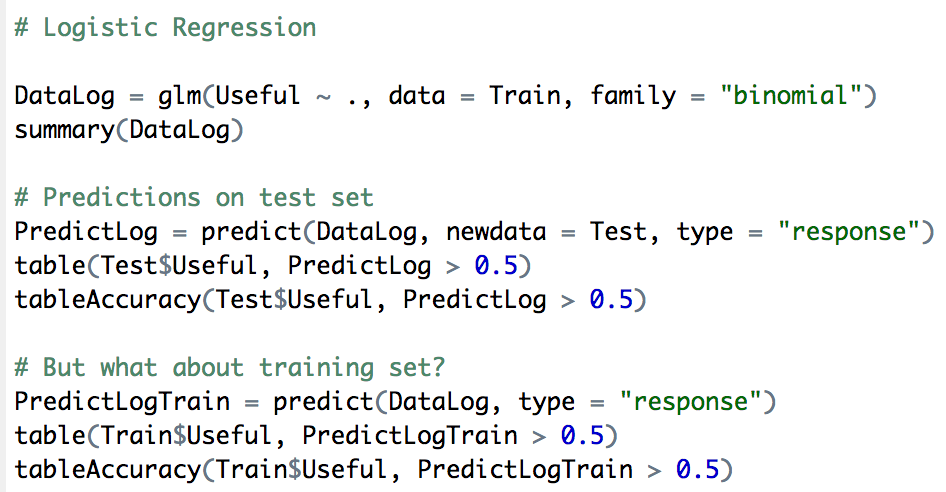 # Logistic Regression
DataLog = glm(Useful ~ ., data = Train, family = "binomial")
summary(DataLog)
# Predictions on test set
PredictLog = predict(DataLog, newdata = Test, type = "response")
table(Test$Useful, PredictLog > 0.5)
tableAccuracy(Test$Useful, PredictLog > 0.5)
# But what about training set?
PredictLogTrain = predict(DataLog, type = "response")
table(Train$Useful, PredictLogTrain > 0.5)
tableAccuracy(Train$Useful, PredictLogTrain > 0.5)